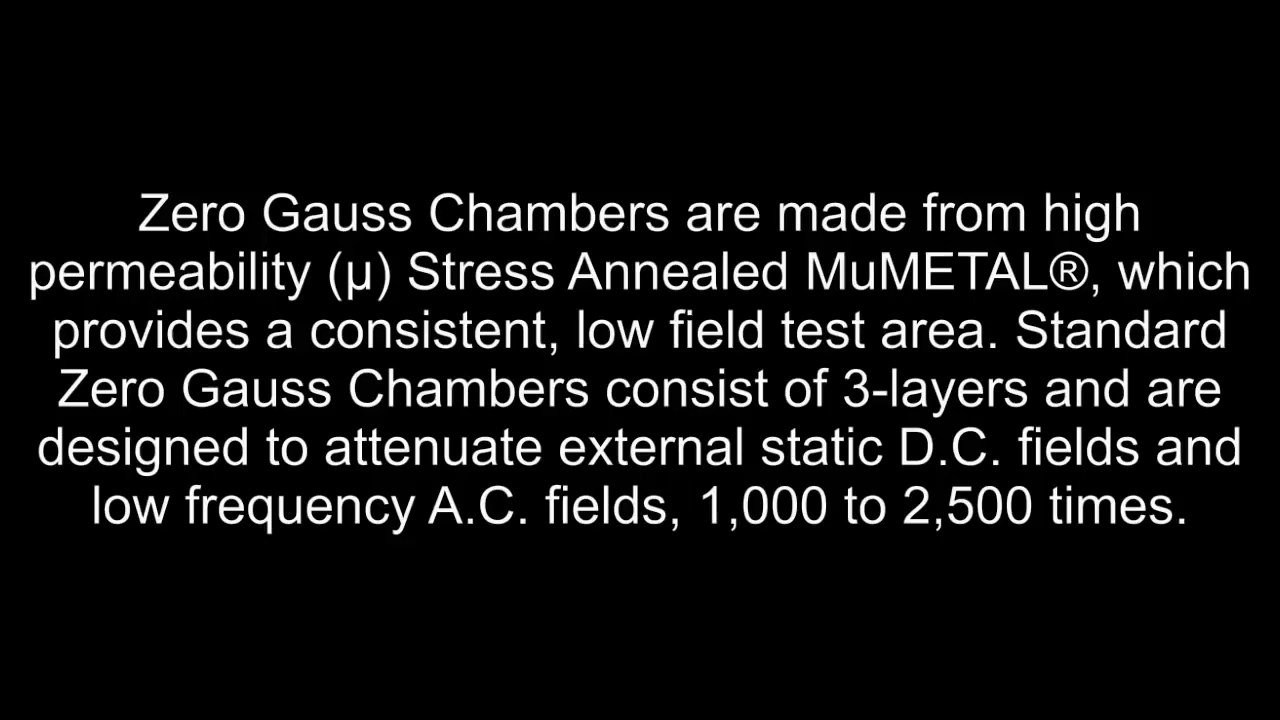 Zero Gauss Chambers are made from high
permeability (μ) Stress Annealed MuMETAL®, which
provides a consistent, low field test area. Standard
Zero Gauss Chambers consist of 3-layers and are
designed to attenuate external static D.C. fields and
low frequency A.C. fields, 1,000 to 2,500 times.